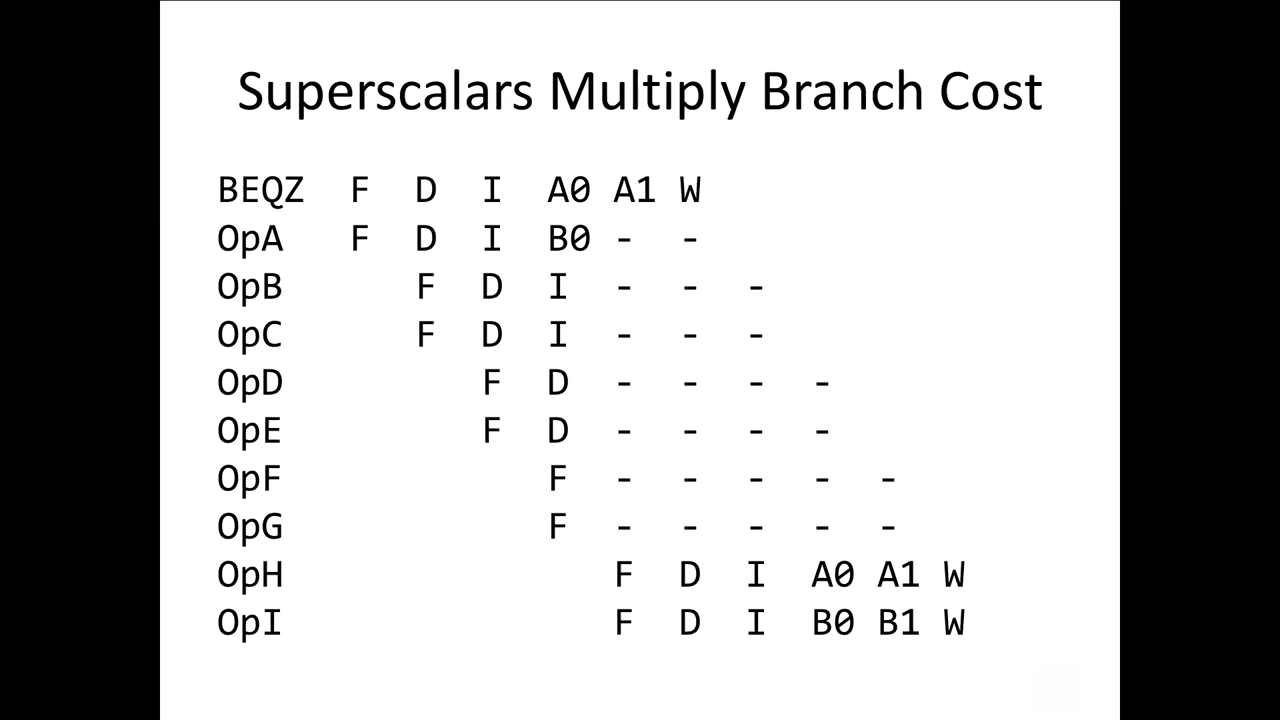 Superscalars Multiply Branch Cost
BEQZ F D I A0 A1 W
OpA F D I B0 - -
OpB F D I - - -
OpC F D I - - -
OpD F D - - - -
OpE F D - - - -
OpF F - - - - -
OpG F - - - - -
OpH F D I A0 A1 W
OpI F D I B0 B1 W